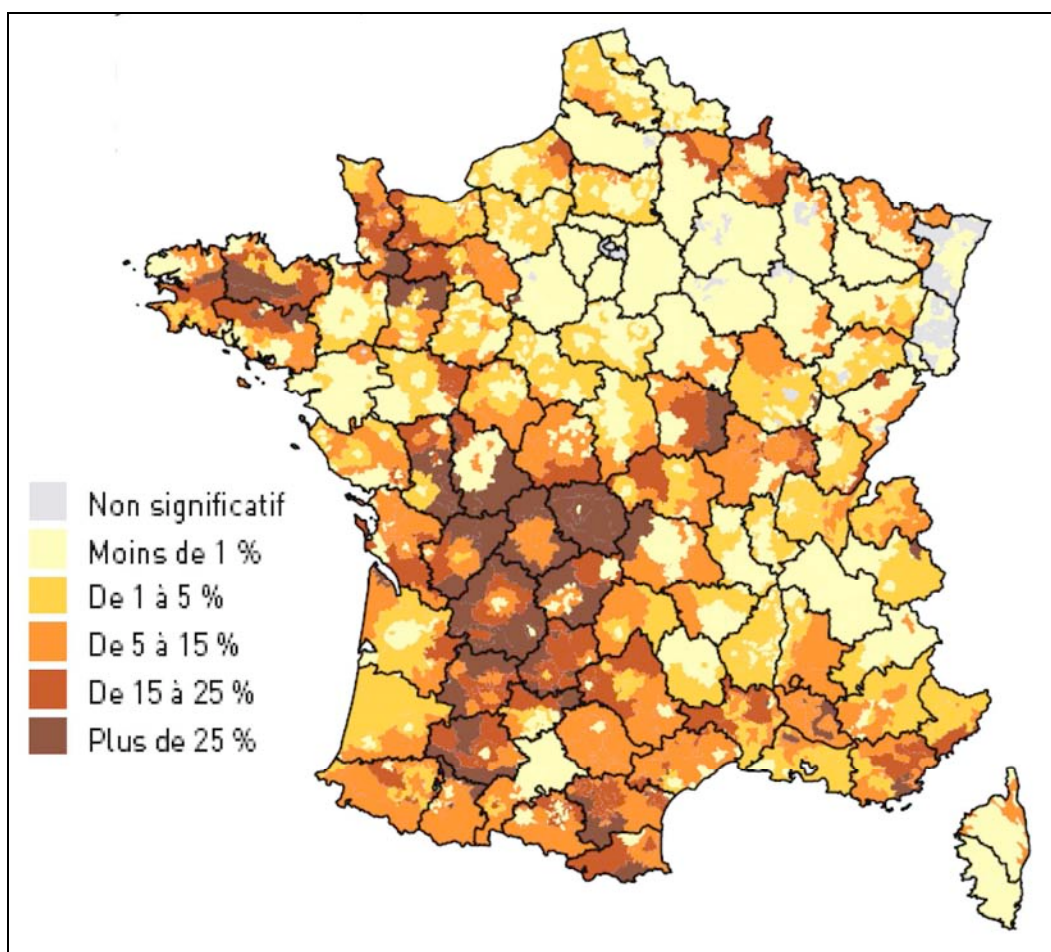 Non significatif
Moins de 1 %
De 1 à 5 %
De 5 à 15 %
De 15 à 25 %
Plus de 25 %